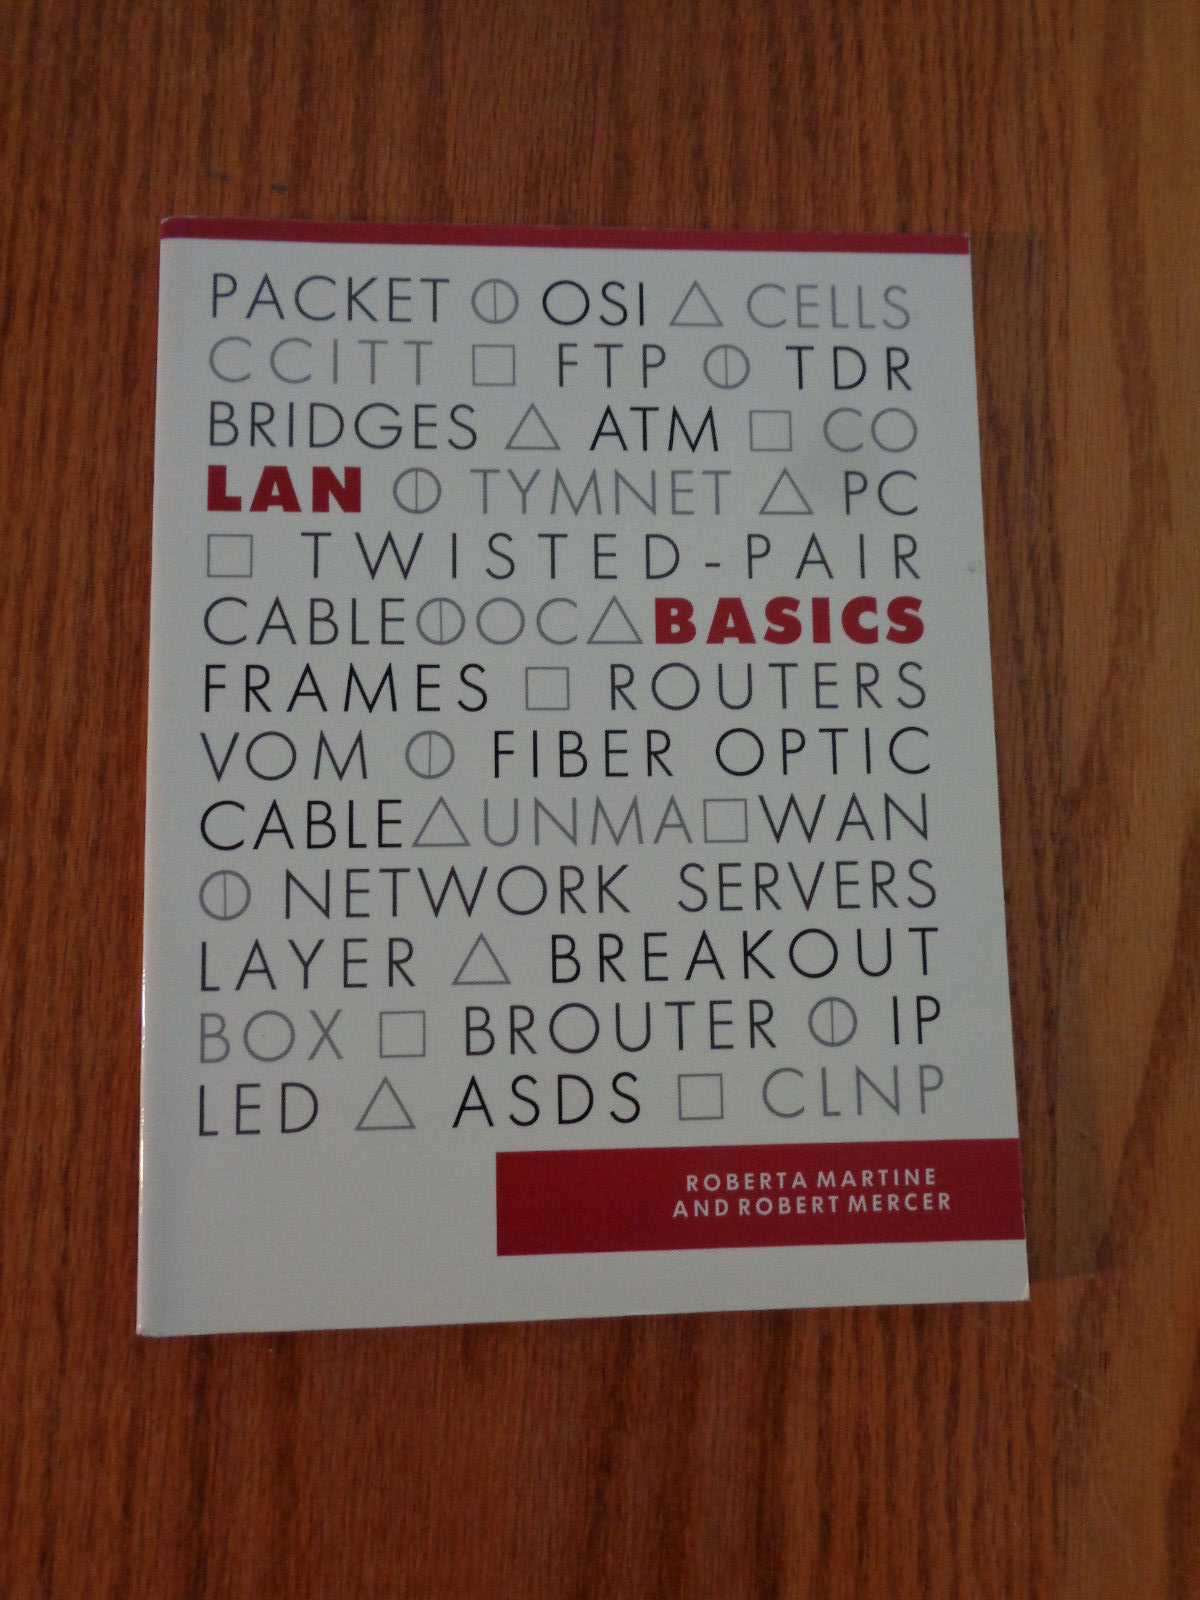 PACKET OSI CELLS
CCITT FTP TDR
BRIDGES ATM CO
LAN TYMNET PC
TWISTED-PAIR
CABLE OC BASICS
FRAMES ROUTERS
VOM FIBER OPTIC
CABLE UNMA WAN
NETWORK SERVERS
LAYER BREAKOUT
BOX BROUTER IP
LED ASDS CLNP
ROBERTA MARTINE
AND ROBERT MERCER